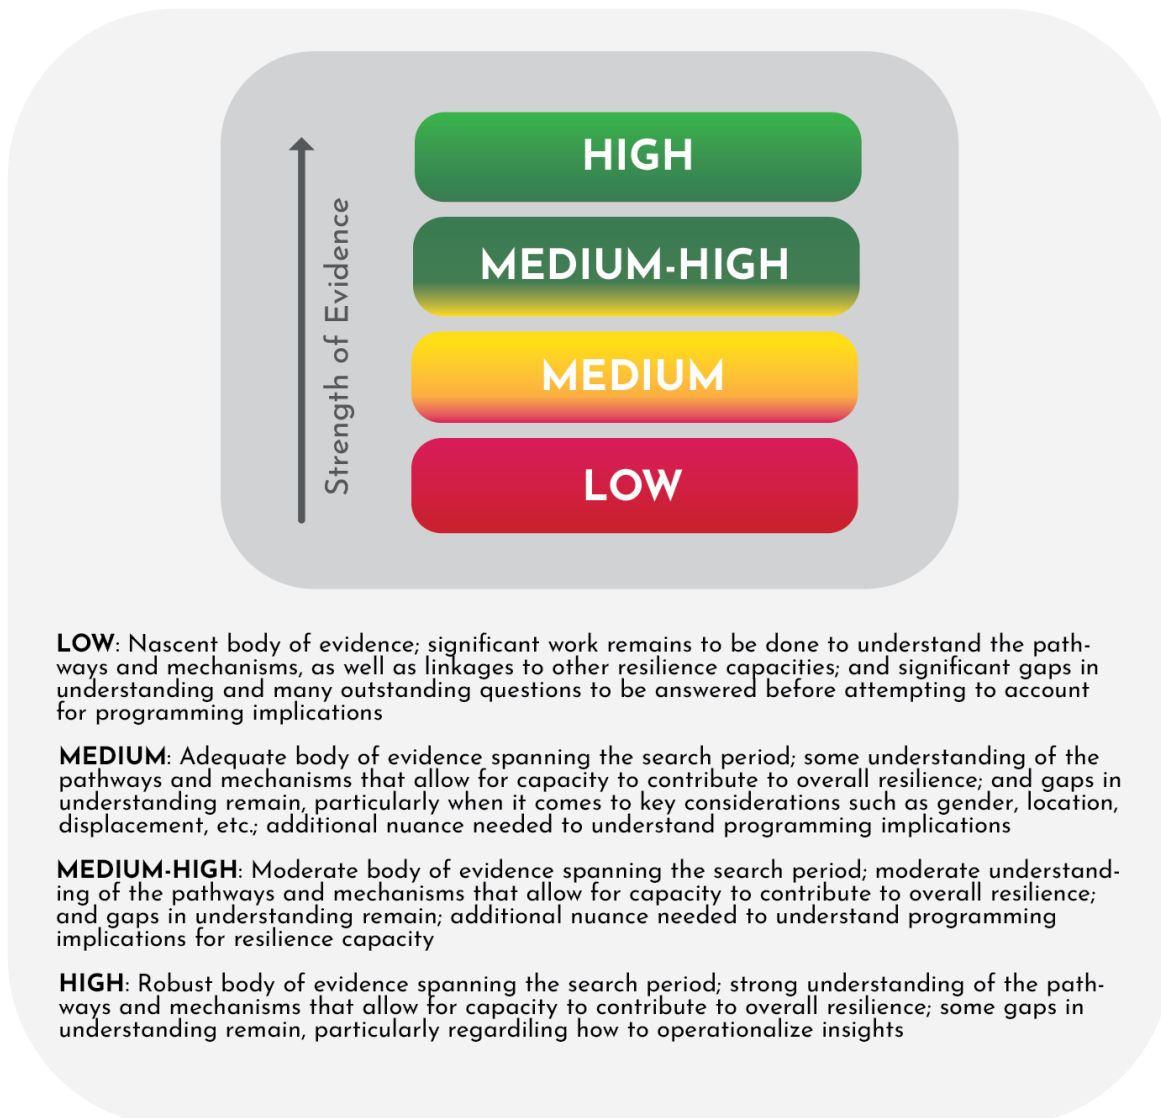 HIGH
MEDIUM-HIGH
MEDIUM
LOW
Strength of Evidence
LOW: Nascent body of evidence; significant work remains to be done to understand the path-
ways and mechanisms, as well as linkages to other resilience capacities; and significant gaps in
understanding and many outstanding questions to be answered before attempting to account
for programming implications
MEDIUM: Adequate body of evidence spanning the search period; some understanding of the
pathways and mechanisms that allow for capacity to contribute to overall resilience; and gaps in
understanding remain, particularly when it comes to key considerations such as gender, location,
displacement, etc.; additional nuance needed to understand programming implications
MEDIUM-HIGH: Moderate body of evidence spanning the search period; moderate understand-
ing of the pathways and mechanisms that allow for capacity to contribute to overall resilience;
and gaps in understanding remain; additional nuance needed to understand programming
implications for resilience capacity
HIGH: Robust body of evidence spanning the search period; strong understanding of the path-
ways and mechanisms that allow for capacity to contribute to overall resilience; some gaps in
understanding remain, particularly regardiling how to operationalize insights